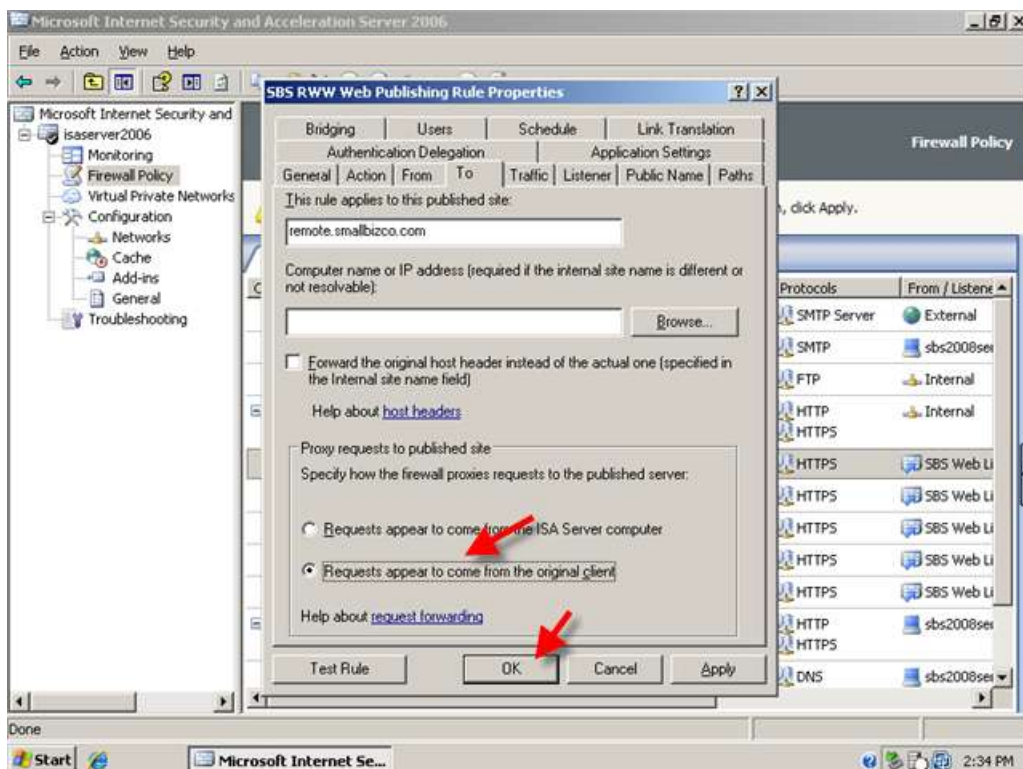 Microsoft Internet Security and Acceleration Server 2006
File Action View Help
Microsoft Internet Security and
isaserver2006
Monitoring
Firewall Policy
Virtual Private Networks
Configuration
Networks
Cache
Add-ins
General
Troubleshooting
SBS RWW Web Publishing Rule Properties
Bridging Users Schedule Link Translation
Authentication Delegation Application Settings
General Action From To Traffic Listener Public Name Paths
This rule applies to this published site:
remote.smallbizco.com
Computer name or IP address (required if the internal site name is different or
not resolvable):
Browse...
Forward the original host header instead of the actual one (specified in
the Internal site name field)
Help about host headers
Proxy requests to published site
Specify how the firewall proxies requests to the published server:
Requests appear to come from the ISA Server computer
Requests appear to come from the original client
Help about request forwarding
Test Rule OK Cancel Apply
Firewall Policy
, click Apply.
Protocols From / Listene
SMTP Server External
SMTP sbs2008ser
FTP Internal
HTTP Internal
HTTPS
HTTPS SBS Web Li
HTTPS SBS Web Li
HTTPS SBS Web Li
HTTPS SBS Web Li
HTTPS SBS Web Li
HTTP sbs2008ser
HTTPS
DNS sbs2008ser
Done
Start Microsoft Internet Se... 2:34 PM